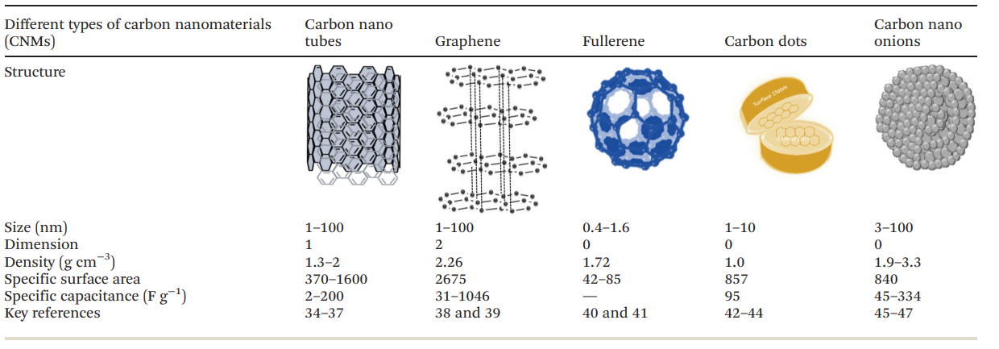 Different types of carbon nanomaterials (CNMs) Carbon nano tubes Graphene Fullerene Carbon dots Carbon nano onions
Structure
Surface States
Carbon Core
Size (nm) 1–100 1–100 0.4–1.6 1–10 3–100
Dimension 1 2 0 0 0
Density (g cm⁻³) 1.3–2 2.26 1.72 1.0 1.9–3.3
Specific surface area 370–1600 2675 42–85 857 840
Specific capacitance (F g⁻¹) 2–200 31–1046 — 95 45–334
Key references 34–37 38 and 39 40 and 41 42–44 45–47